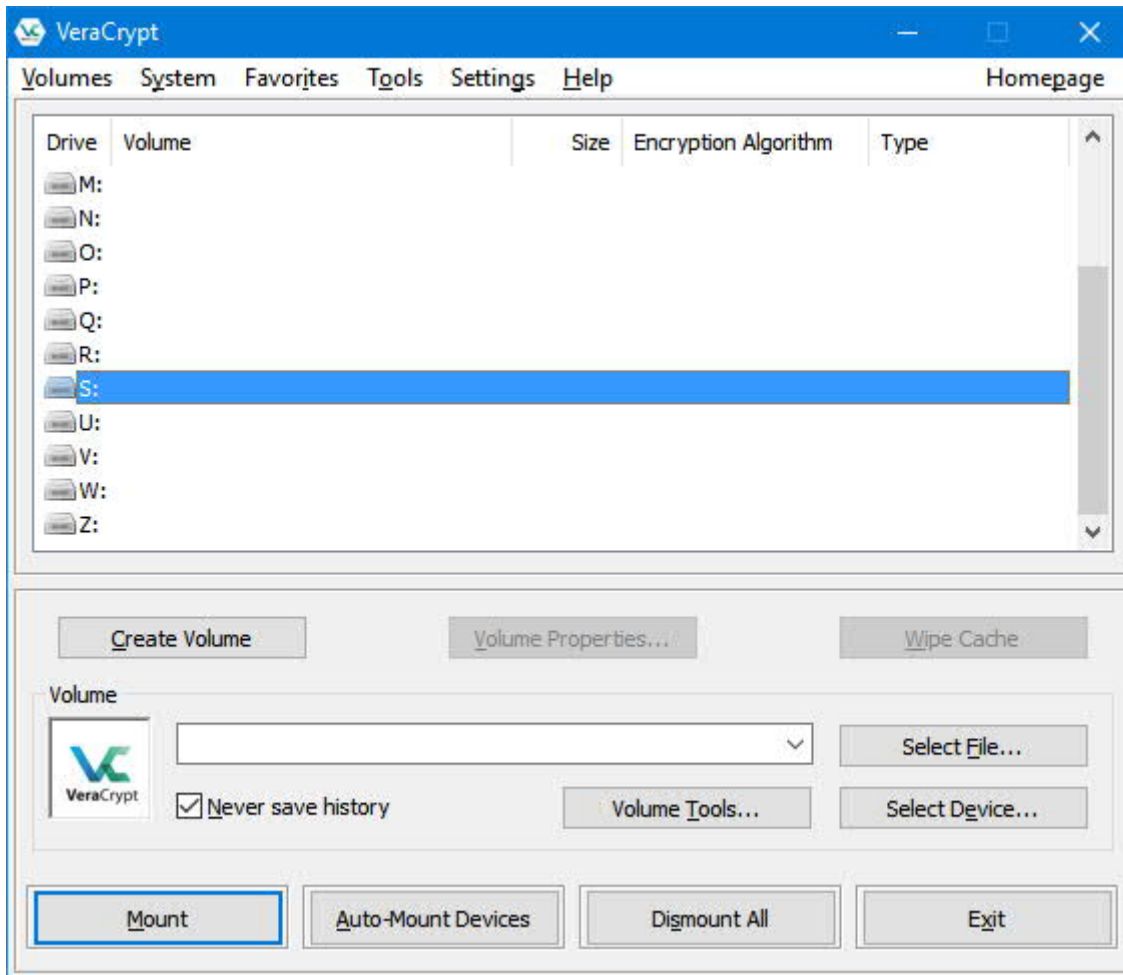 VeraCrypt
Volumes System Favorites Tools Settings Help Homepage
Drive Volume Size Encryption Algorithm Type
M:
N:
O:
P:
Q:
R:
S:
U:
V:
W:
Z:
Create Volume Volume Properties... Wipe Cache
Volume
Select File...
VeraCrypt
Never save history Volume Tools... Select Device...
Mount Auto-Mount Devices Dismount All Exit